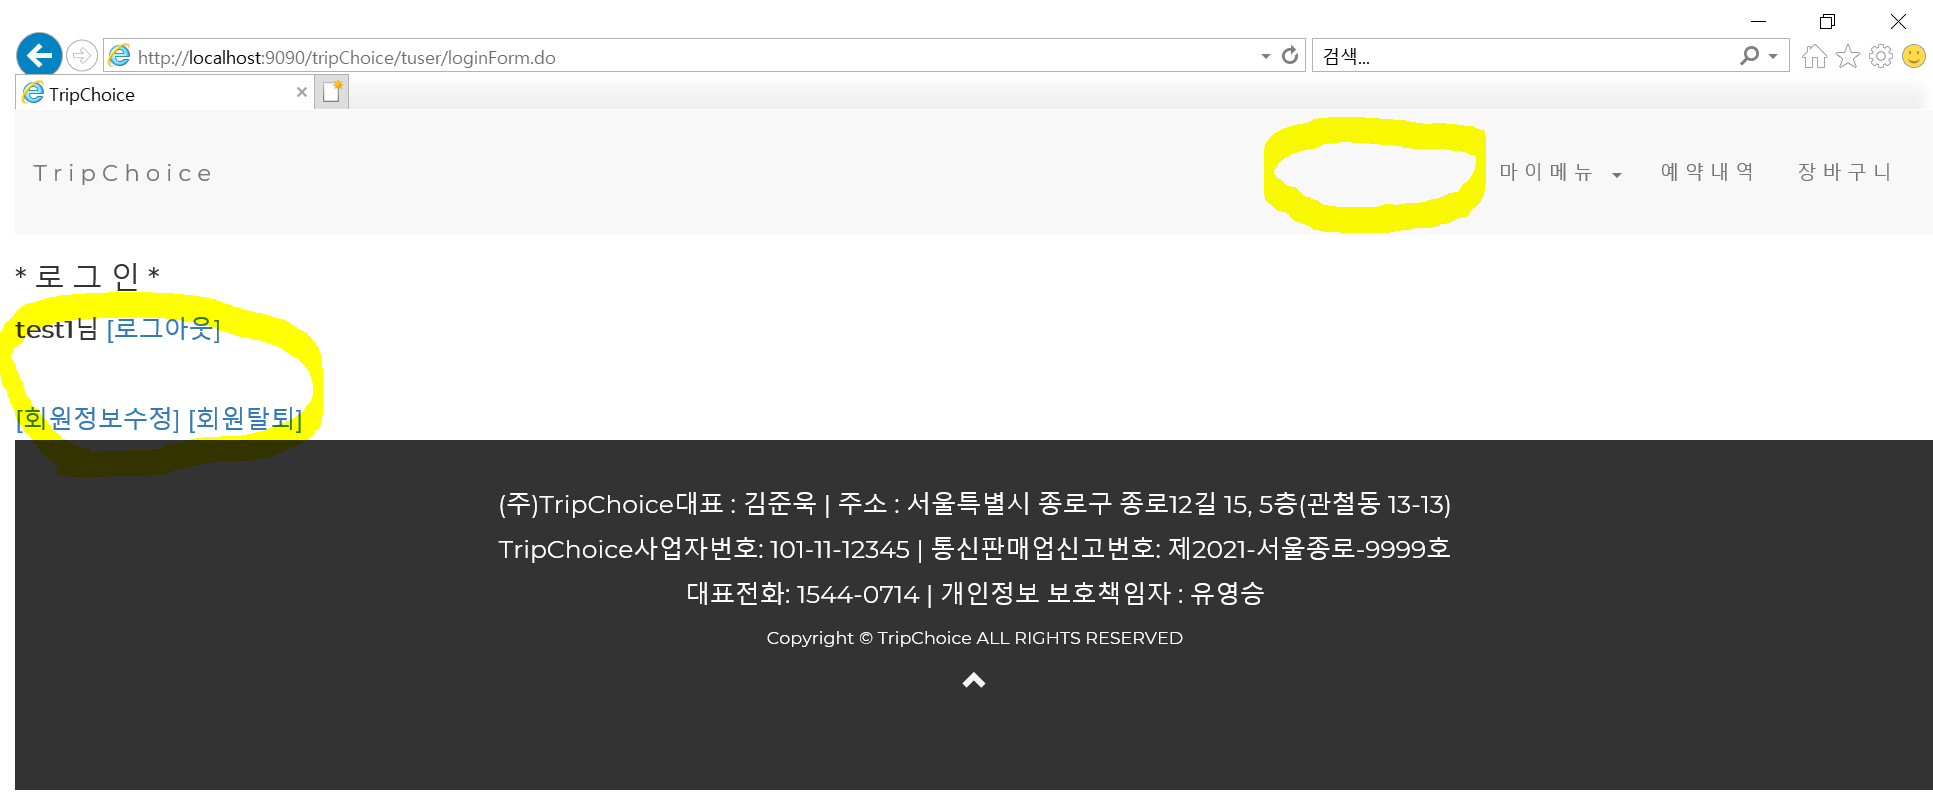 http://localhost:9090/tripChoice/tuser/loginForm.do
검색...
TripChoice
TripChoice 마이메뉴 예약내역 장바구니
*로그인*
test1님 [로그아웃]
[회원정보수정] [회원탈퇴]
(주)TripChoice대표 : 김준욱 | 주소 : 서울특별시 종로구 종로12길 15, 5층(관철동 13-13)
TripChoice사업자번호: 101-11-12345 | 통신판매업신고번호: 제2021-서울종로-9999호
대표전화: 1544-0714 | 개인정보 보호책임자 : 유영승
Copyright © TripChoice ALL RIGHTS RESERVED